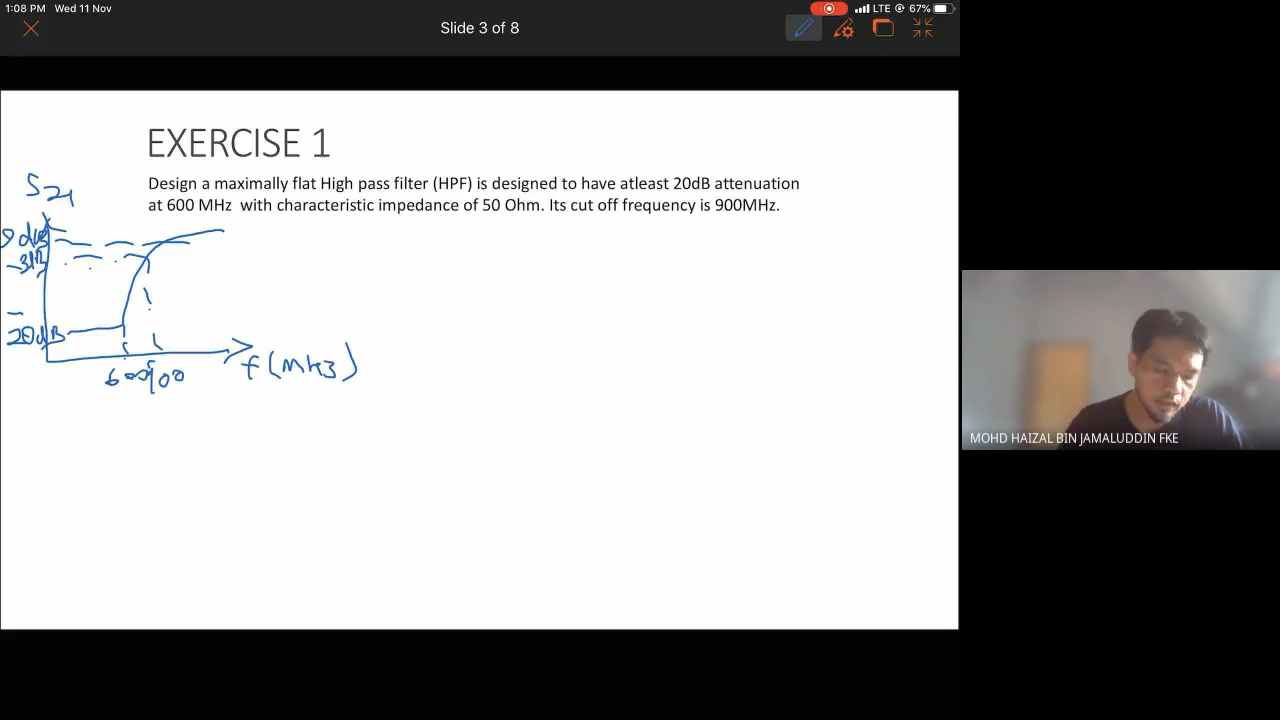 1:08 PM Wed 11 Nov
LTE 67%
Slide 3 of 8
EXERCISE 1
Design a maximally flat High pass filter (HPF) is designed to have atleast 20dB attenuation
at 600 MHz with characteristic impedance of 50 Ohm. Its cut off frequency is 900MHz.
S21
0dB
-3dB
-
20dB
600 900
f(MHz)
MOHD HAIZAL BIN JAMALUDDIN FKE